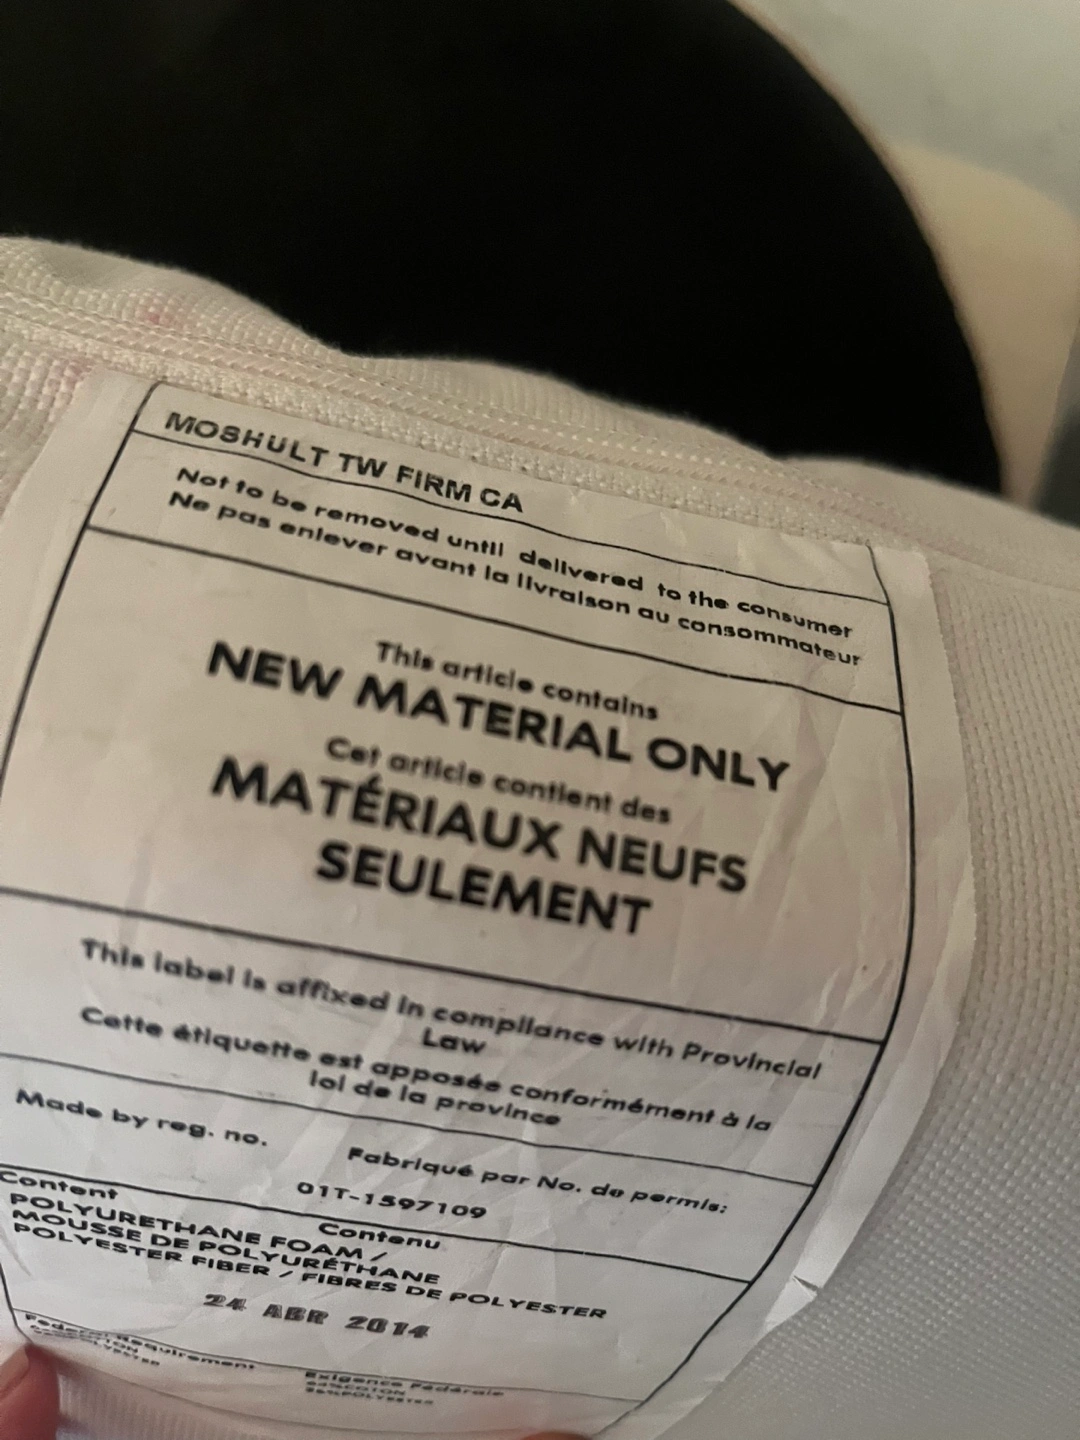 MOSHULT TW FIRM CA
Not to be removed until delivered to the consumer
Ne pas enlever avant la livraison au consommateur
This article contains
NEW MATERIAL ONLY
Cet article contient des
MATÉRIAUX NEUFS
SEULEMENT
This label is affixed in compliance with Provincial
Law
Cette étiquette est apposée conformément à la
loi de la province
Made by reg. no.
Fabriqué par No. de permis:
01T-1597109
Content
Contenu
POLYURETHANE FOAM /
MOUSSE DE POLYURÉTHANE
POLYESTER FIBER / FIBRES DE POLYESTER
24 ABR 2014
Federal Requirement
Exigence Fédérale